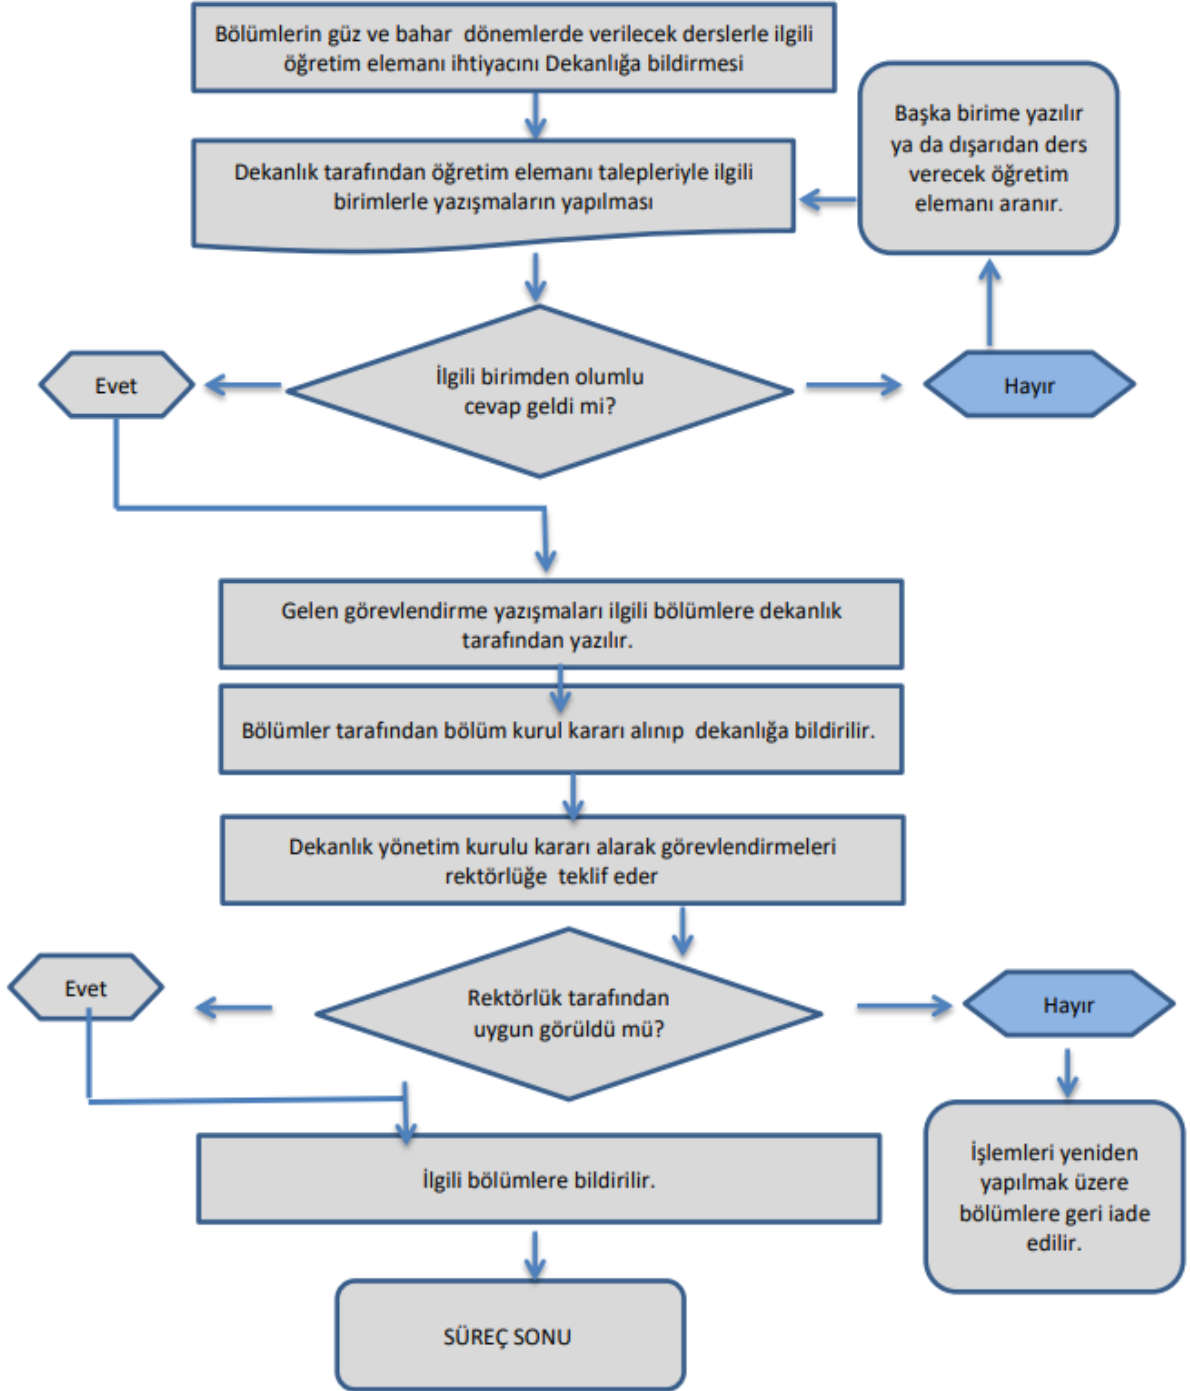 Bölümlerin güz ve bahar dönemlerde verilecek derslerle ilgili
öğretim elemanı ihtiyacını Dekanlığa bildirmesi
Başka birime yazılır
ya da dışarıdan ders
verecek öğretim
elemanı aranır.
Dekanlık tarafından öğretim elemanı talepleriyle ilgili
birimlerle yazışmaların yapılması
Evet
İlgili birimden olumlu
cevap geldi mi?
Hayır
Gelen görevlendirme yazışmaları ilgili bölümlere dekanlık
tarafından yazılır.
Bölümler tarafından bölüm kurul kararı alınıp dekanlığa bildirilir.
Dekanlık yönetim kurulu kararı alarak görevlendirmeleri
rektörlüğe teklif eder
Evet
Rektörlük tarafından
uygun görüldü mü?
Hayır
İlgili bölümlere bildirilir.
İşlemleri yeniden
yapılmak üzere
bölümlere geri iade
edilir.
SÜREÇ SONU